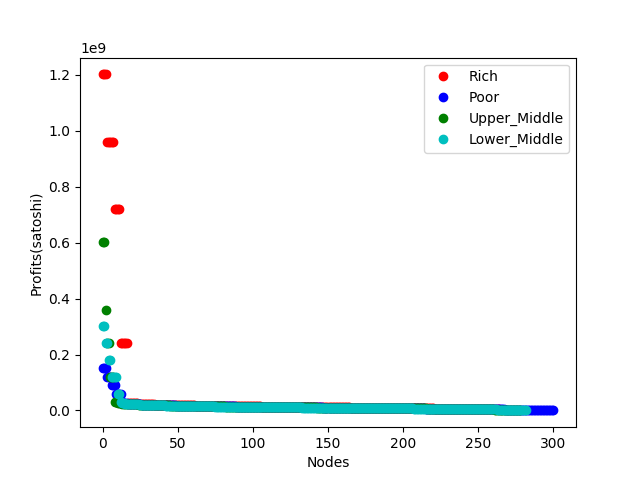 1e9
1.2
1.0
0.8
0.6
0.4
0.2
0.0
Profits(satoshi)
Rich
Poor
Upper_Middle
Lower_Middle
0 50 100 150 200 250 300
Nodes